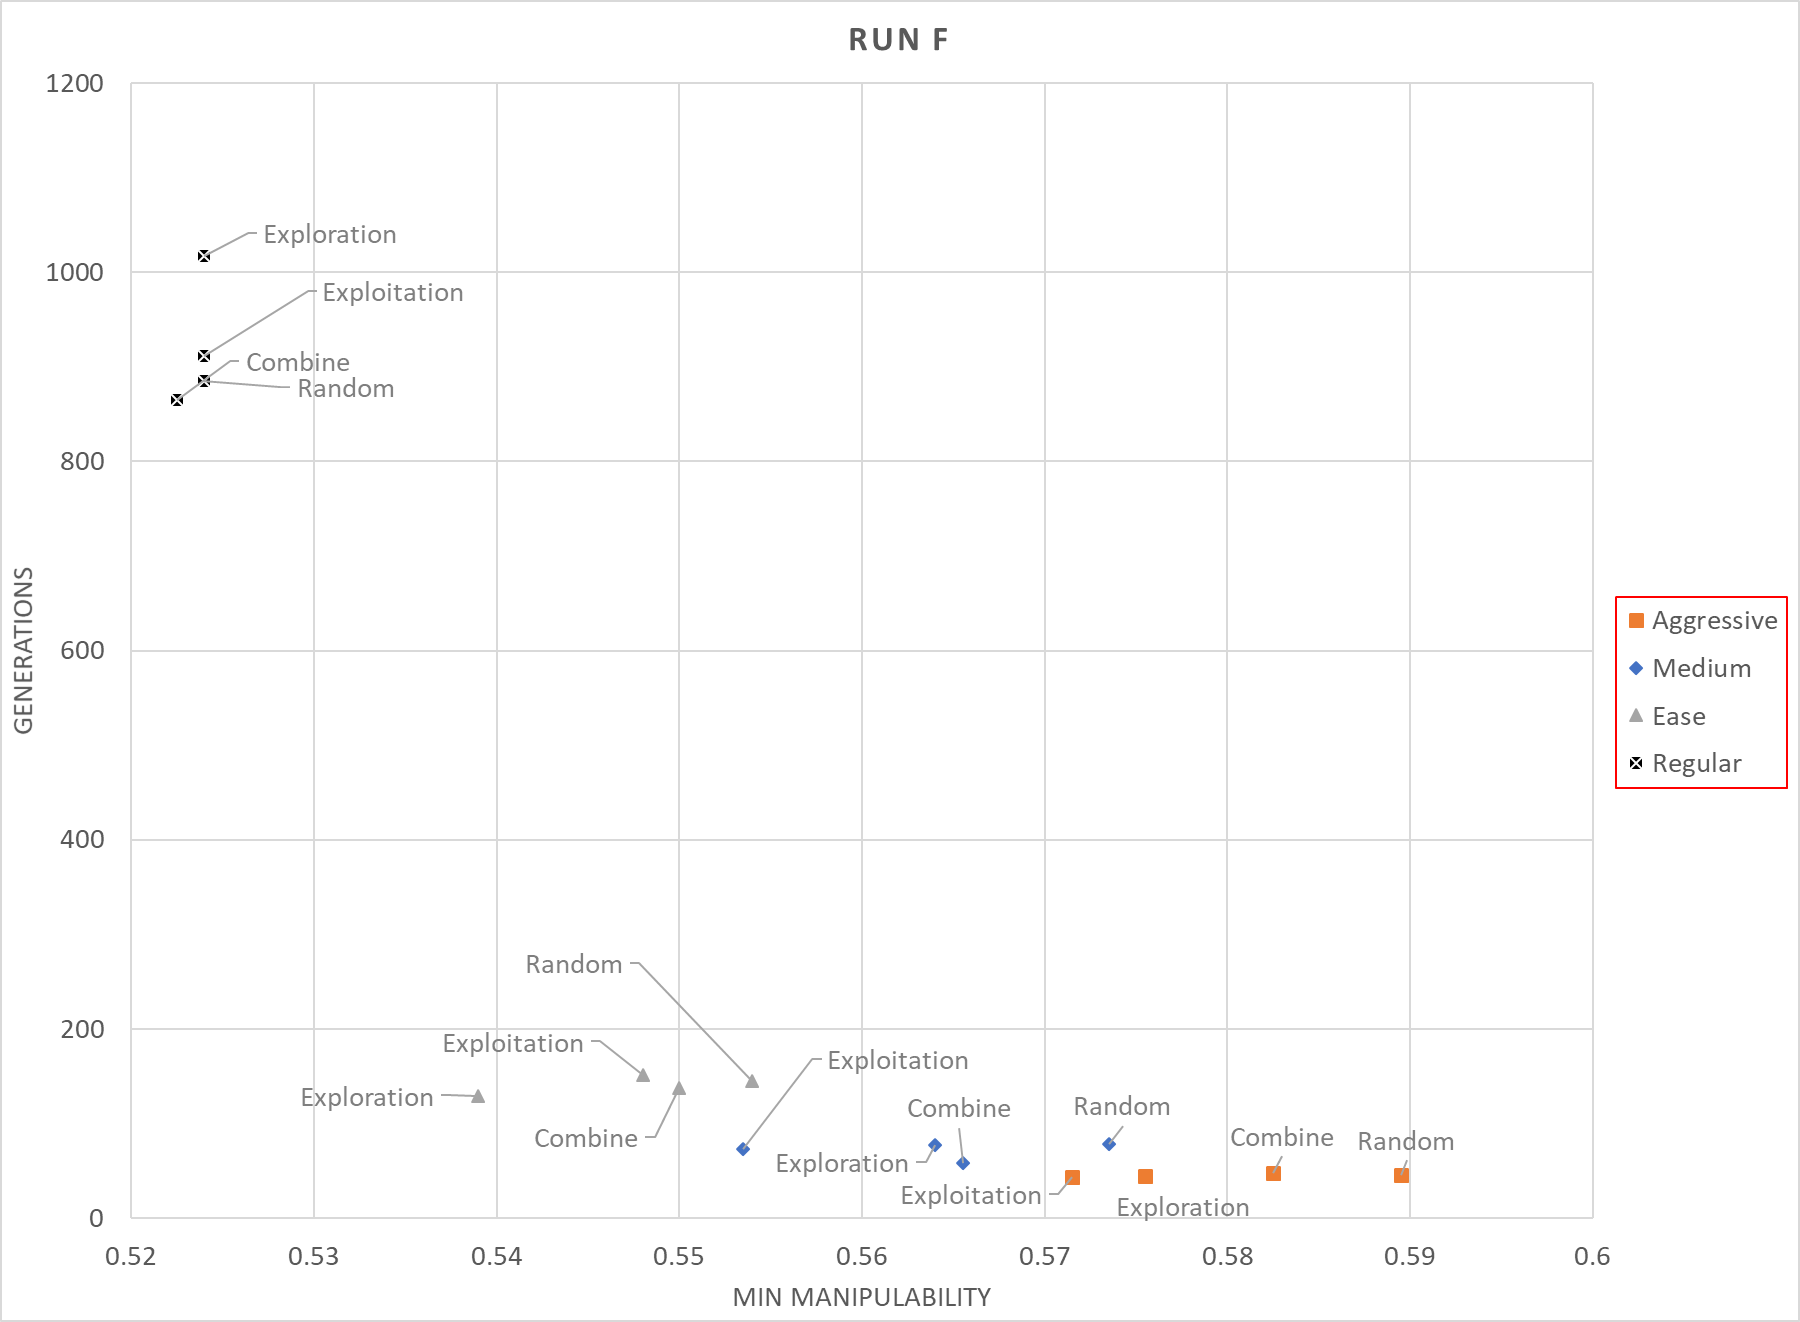 RUN F
1200
1000
800
600
400
200
0
GENERATIONS
Exploration
Exploitation
Combine
Random
Random
Exploitation
Exploration
Combine
Exploitation
Combine
Random
Exploration
Combine
Random
Exploitation
Exploration
0.52 0.53 0.54 0.55 0.56 0.57 0.58 0.59 0.6
MIN MANIPULABILITY
Aggressive
Medium
Ease
Regular